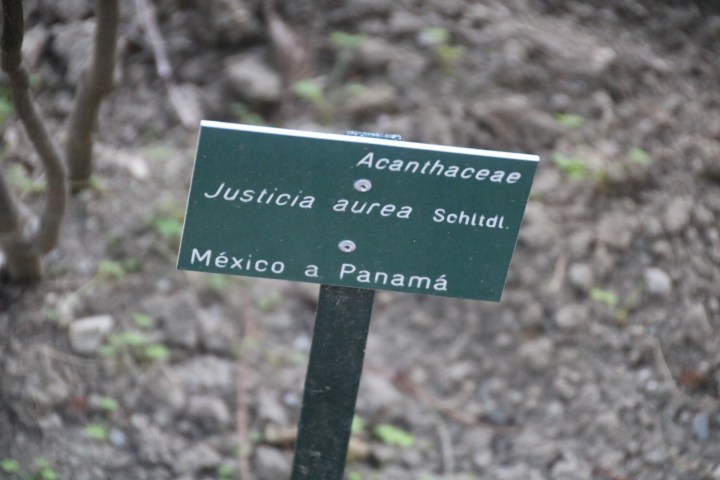 Acanthaceae
Justicia aurea Schltdl.
México a Panamá